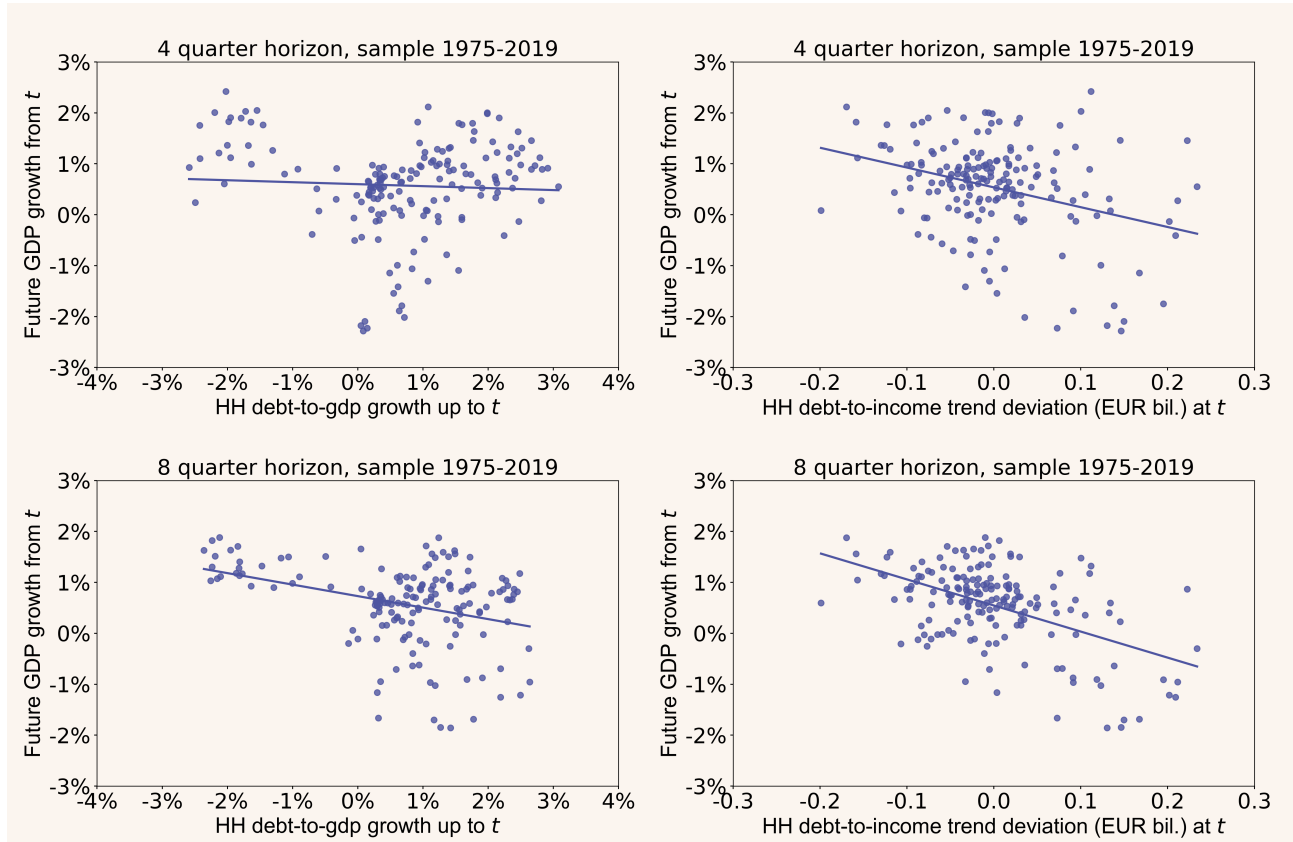 4 quarter horizon, sample 1975-2019
Future GDP growth from t
3%
2%
1%
0%
-1%
-2%
-3%
-4% -3% -2% -1% 0% 1% 2% 3% 4%
HH debt-to-gdp growth up to t
4 quarter horizon, sample 1975-2019
Future GDP growth from t
3%
2%
1%
0%
-1%
-2%
-3%
-0.3 -0.2 -0.1 0.0 0.1 0.2 0.3
HH debt-to-income trend deviation (EUR bil.) at t
8 quarter horizon, sample 1975-2019
Future GDP growth from t
3%
2%
1%
0%
-1%
-2%
-3%
-4% -3% -2% -1% 0% 1% 2% 3% 4%
HH debt-to-gdp growth up to t
8 quarter horizon, sample 1975-2019
Future GDP growth from t
3%
2%
1%
0%
-1%
-2%
-3%
-0.3 -0.2 -0.1 0.0 0.1 0.2 0.3
HH debt-to-income trend deviation (EUR bil.) at t